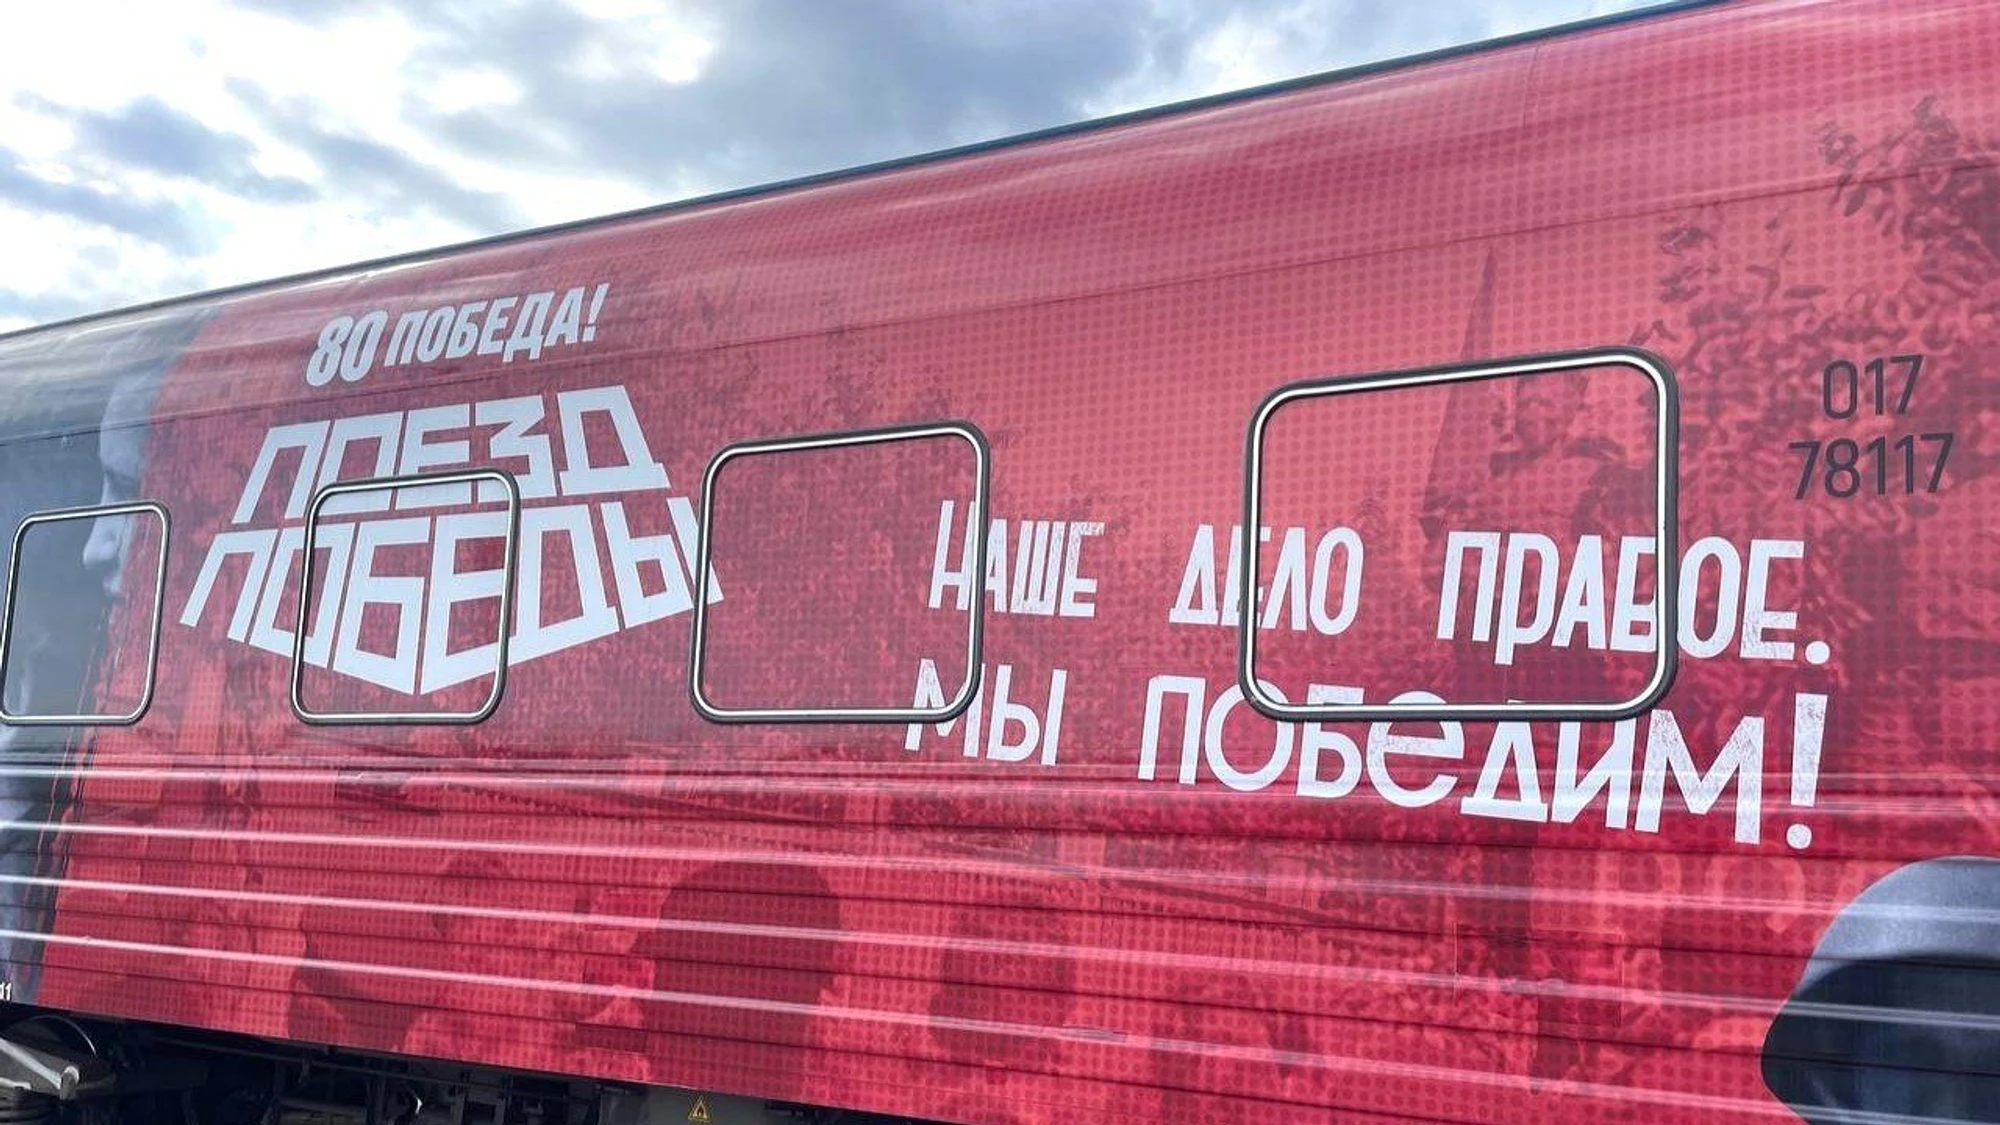 80 ПОБЕДА!
ПОЕЗД
ПОБЕДЫ
НАШЕ ДЕЛО ПРАВОЕ.
МЫ ПОБЕДИМ!
017
78117